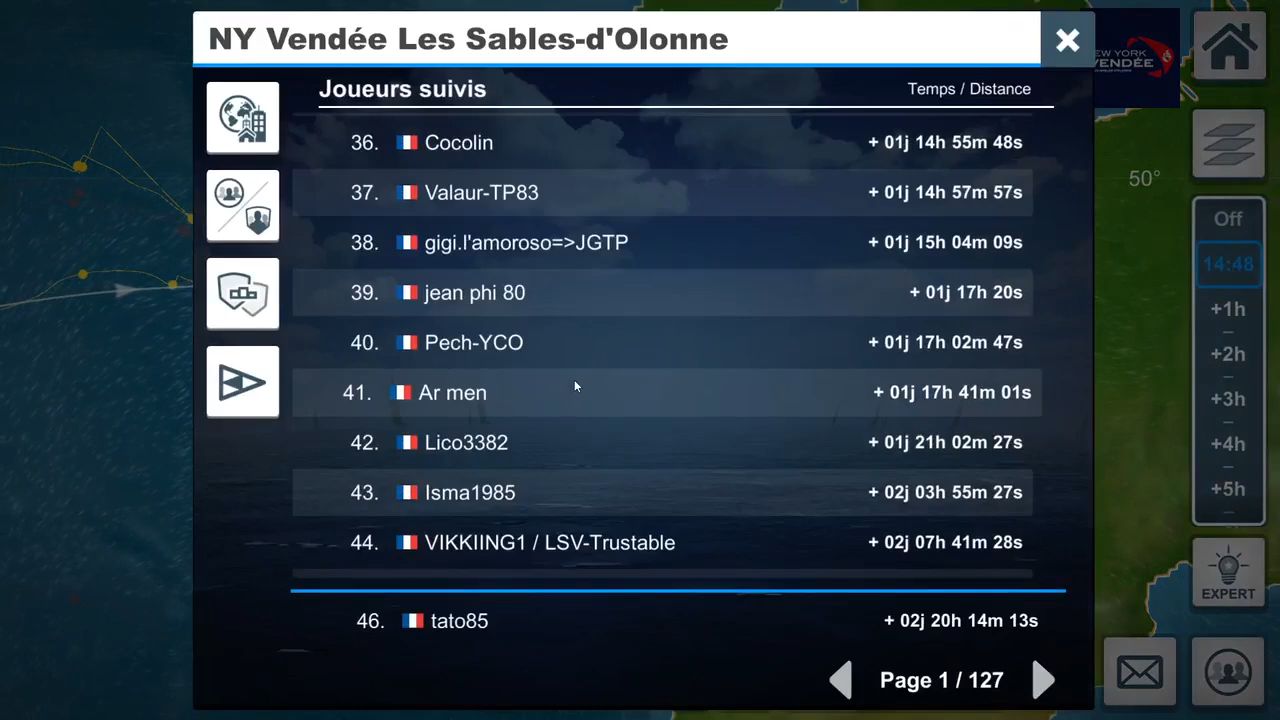 NY Vendée Les Sables-d'Olonne
Joueurs suivis Temps / Distance
36. Cocolin + 01j 14h 55m 48s
37. Valaur-TP83 + 01j 14h 57m 57s
38. gigi.l'amoroso=>JGTP + 01j 15h 04m 09s
39. jean phi 80 + 01j 17h 20s
40. Pech-YCO + 01j 17h 02m 47s
41. Ar men + 01j 17h 41m 01s
42. Lico3382 + 01j 21h 02m 27s
43. Isma1985 + 02j 03h 55m 27s
44. VIKKIING1 / LSV-Trustable + 02j 07h 41m 28s
46. tato85 + 02j 20h 14m 13s
Page 1 / 127
VENDÉE
50°
Off
14:48
+1h
+2h
+3h
+4h
+5h
EXPERT